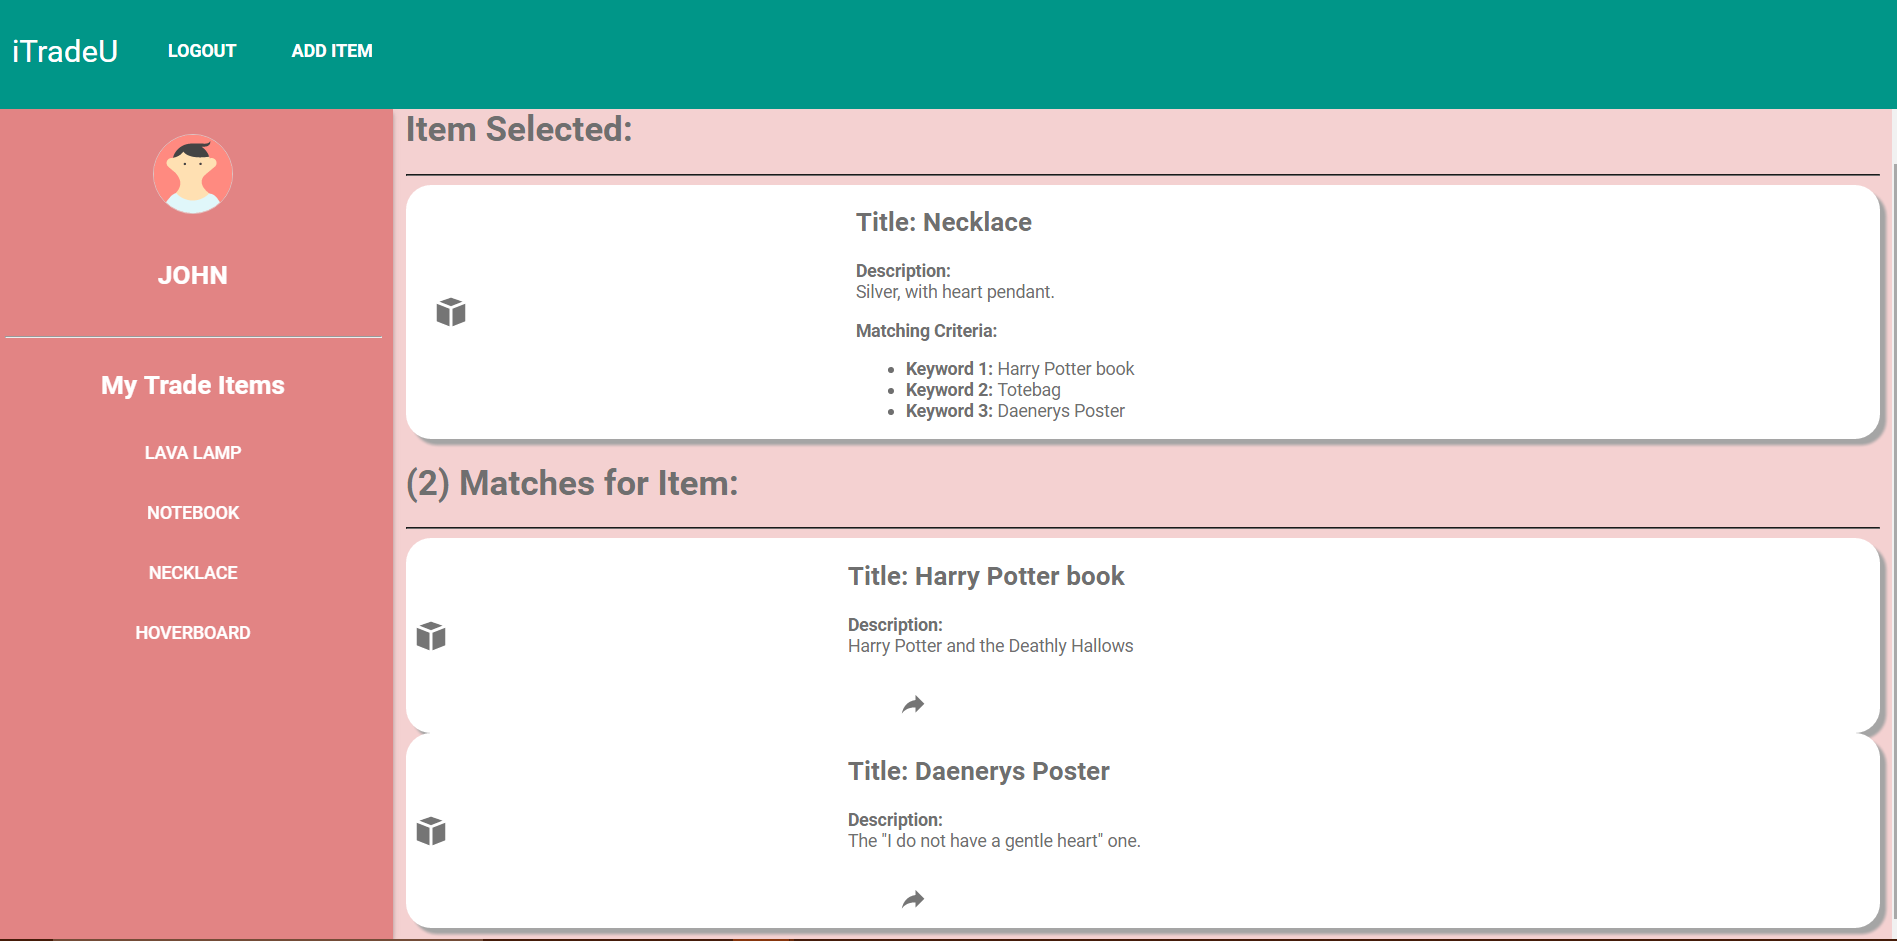 iTradeU LOGOUT ADD ITEM
JOHN
My Trade Items
LAVA LAMP
NOTEBOOK
NECKLACE
HOVERBOARD
Item Selected:
Title: Necklace
Description:
Silver, with heart pendant.
Matching Criteria:
• Keyword 1: Harry Potter book
• Keyword 2: Totebag
• Keyword 3: Daenerys Poster
(2) Matches for Item:
Title: Harry Potter book
Description:
Harry Potter and the Deathly Hallows
Title: Daenerys Poster
Description:
The "I do not have a gentle heart" one.